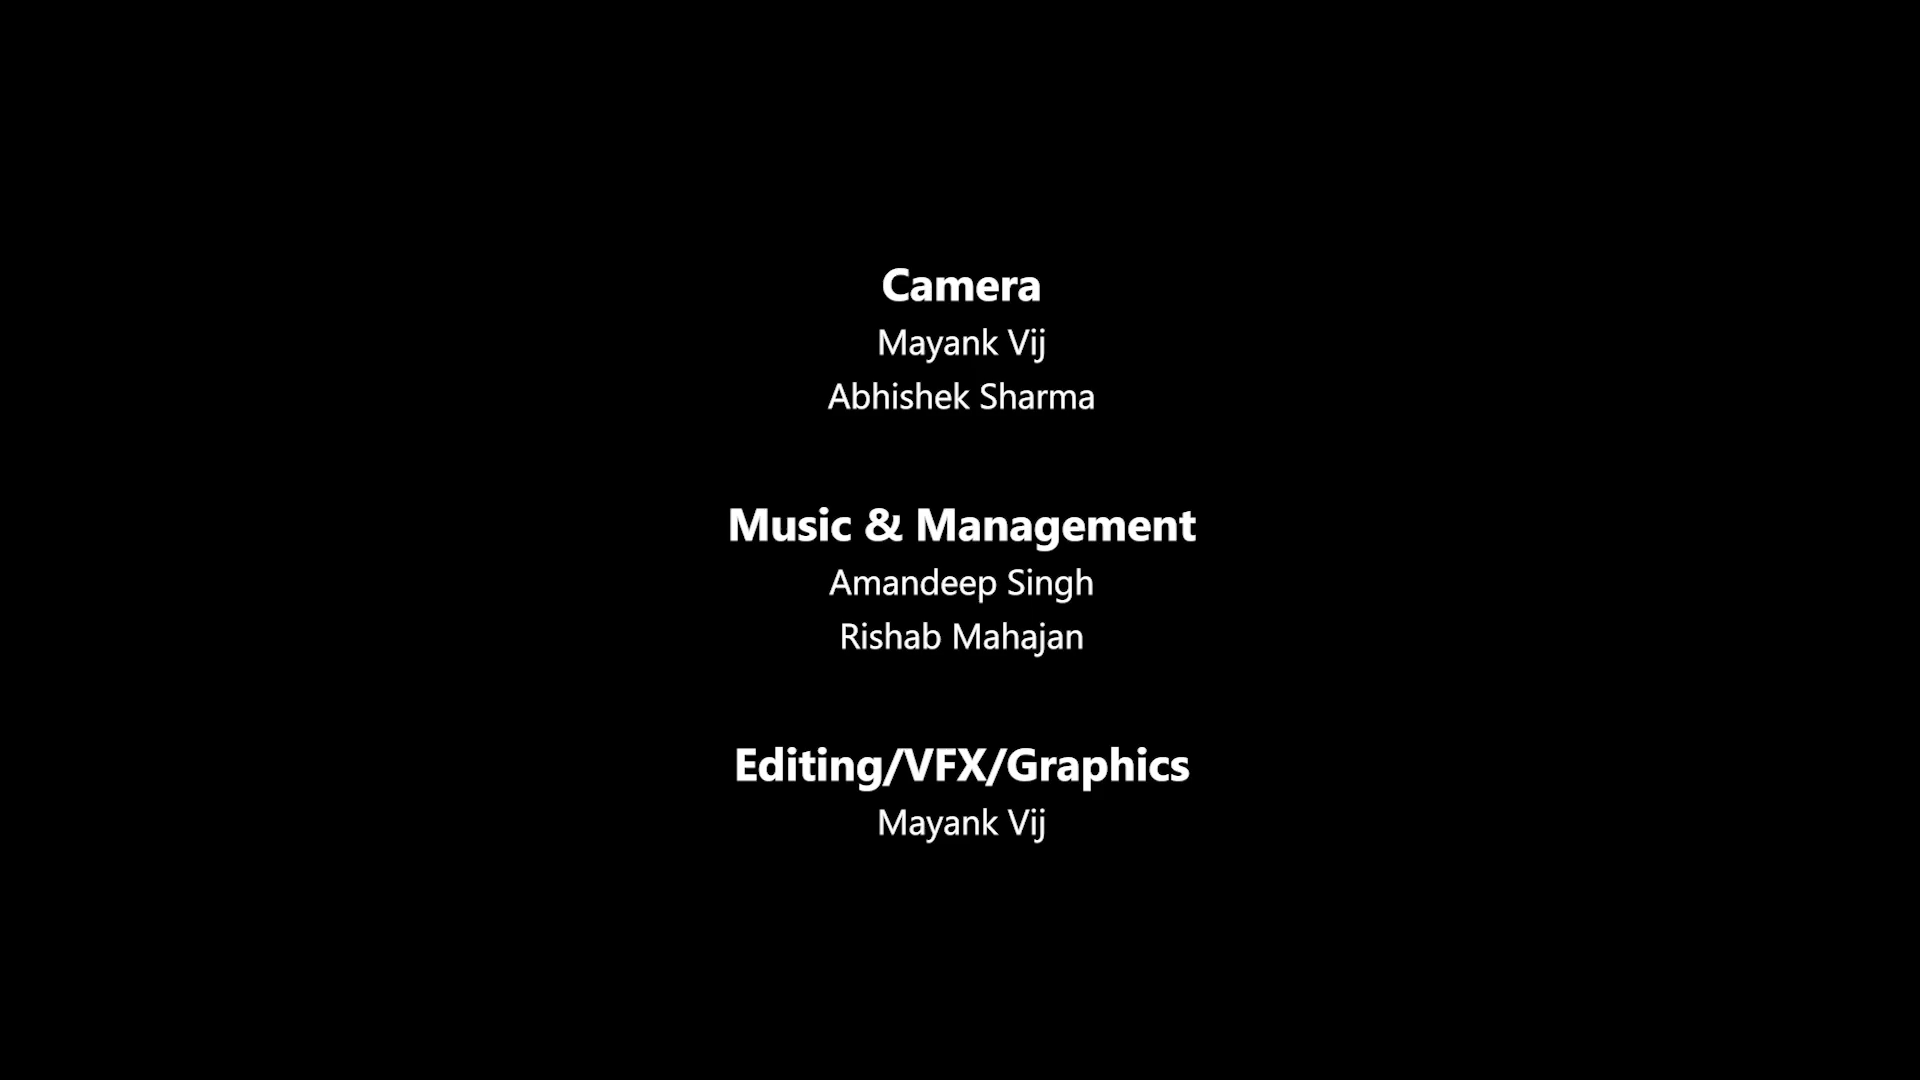 Camera
Mayank Vij
Abhishek Sharma
Music & Management
Amandeep Singh
Rishab Mahajan
Editing/VFX/Graphics
Mayank Vij